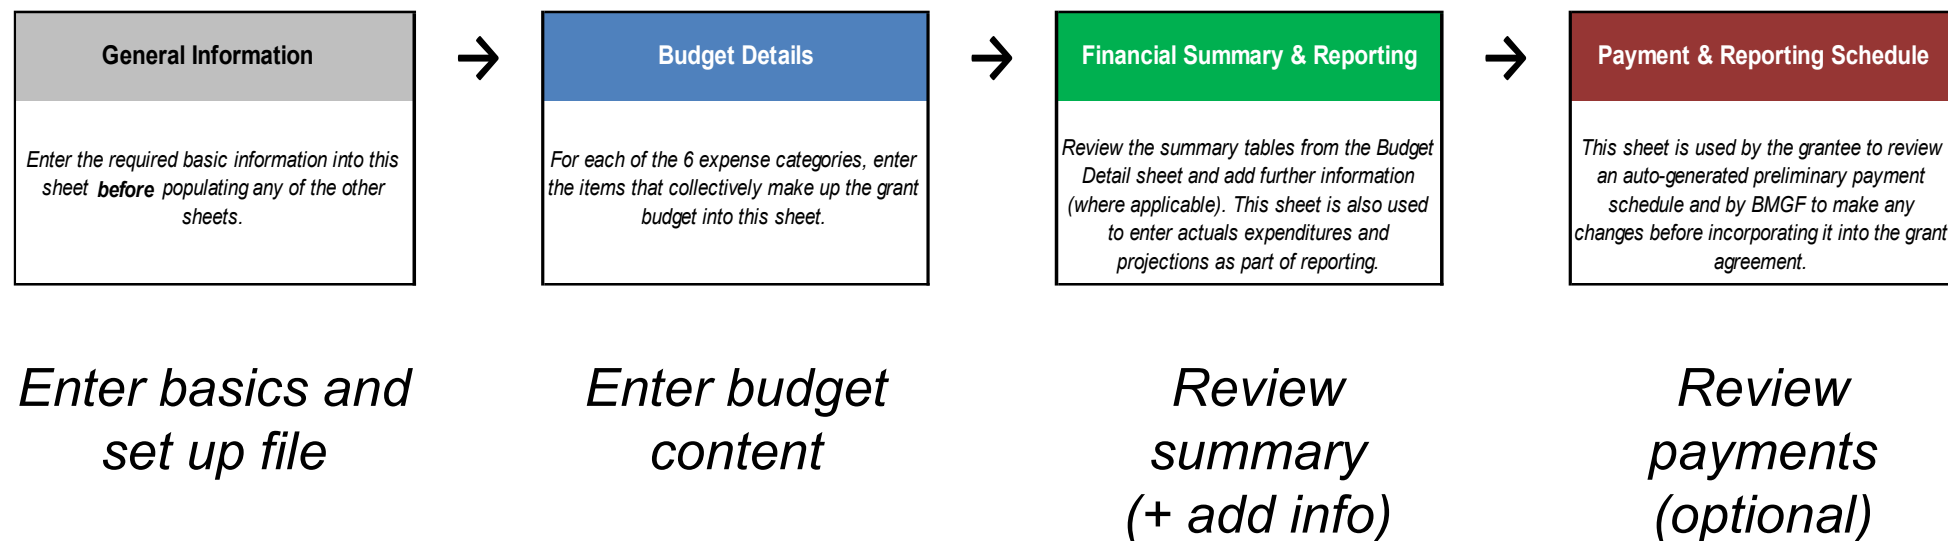 General Information
Enter the required basic information into this
sheet before populating any of the other
sheets.
Enter basics and
set up file
→
Budget Details
For each of the 6 expense categories, enter
the items that collectively make up the grant
budget into this sheet.
Enter budget
content
→
Financial Summary & Reporting
Review the summary tables from the Budget
Detail sheet and add further information
(where applicable). This sheet is also used
to enter actuals expenditures and
projections as part of reporting.
Review
summary
(+ add info)
→
Payment & Reporting Schedule
This sheet is used by the grantee to review
an auto-generated preliminary payment
schedule and by BMGF to make any
changes before incorporating it into the grant
agreement.
Review
payments
(optional)